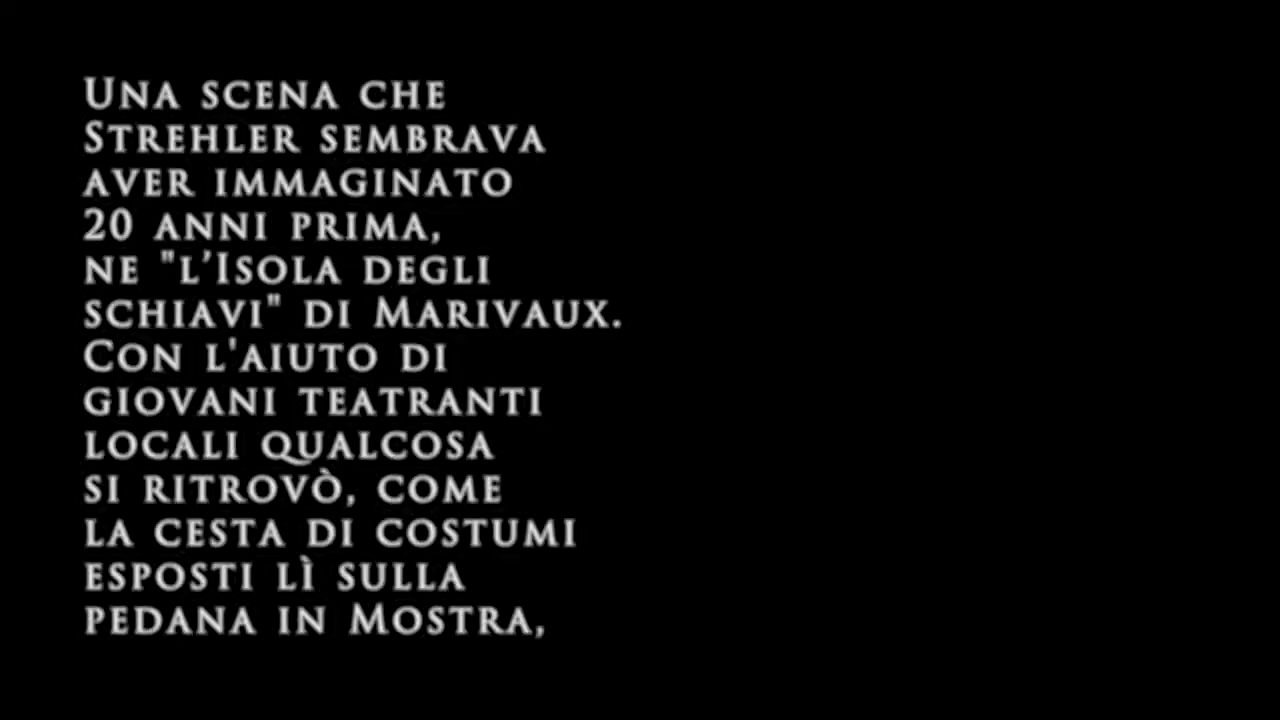 Una scena che
Strehler sembrava
aver immaginato
20 anni prima,
ne "l'Isola degli
schiavi" di Marivaux.
Con l'aiuto di
giovani teatranti
locali qualcosa
si ritrovò, come
la cesta di costumi
esposti lì sulla
pedana in Mostra,